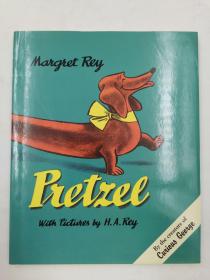 Margret Rey
Pretzel
With Pictures by H. A. Rey
By the creators of
Curious George